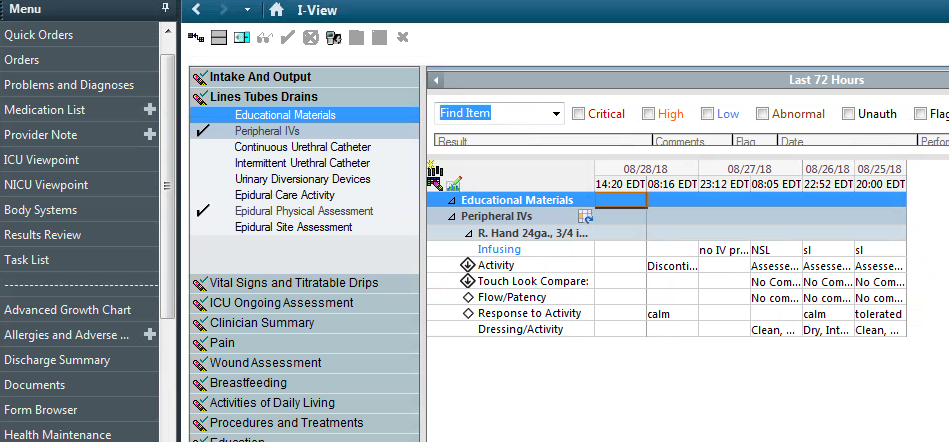 Menu
Quick Orders
Orders
Problems and Diagnoses
Medication List
Provider Note
ICU Viewpoint
NICU Viewpoint
Body Systems
Results Review
Task List
Advanced Growth Chart
Allergies and Adverse ...
Discharge Summary
Documents
Form Browser
Health Maintenance
I-View
Intake And Output
Lines Tubes Drains
Educational Materials
Peripheral IVs
Continuous Urethral Catheter
Intermittent Urethral Catheter
Urinary Diversionary Devices
Epidural Care Activity
Epidural Physical Assessment
Epidural Site Assessment
Vital Signs and Titratable Drips
ICU Ongoing Assessment
Clinician Summary
Pain
Wound Assessment
Breastfeeding
Activities of Daily Living
Procedures and Treatments
Education
Last 72 Hours
Find Item Critical High Low Abnormal Unauth Flag
Result Comments Flag Date Perfor
08/28/18 08/27/18 08/26/18 08/25/18
14:20 EDT 08:16 EDT 23:12 EDT 08:05 EDT 22:52 EDT 20:00 EDT
Educational Materials
Peripheral IVs
R. Hand 24ga., 3/4 i...
Infusing no IV pr... NSL sl sl
Activity Disconti... Assesse... Assesse... Assesse...
Touch Look Compare: No Com... No Com... No Com...
Flow/Patency No com... No com... No com...
Response to Activity calm calm tolerated
Dressing/Activity Clean, ... Dry, Int... Clean, ...